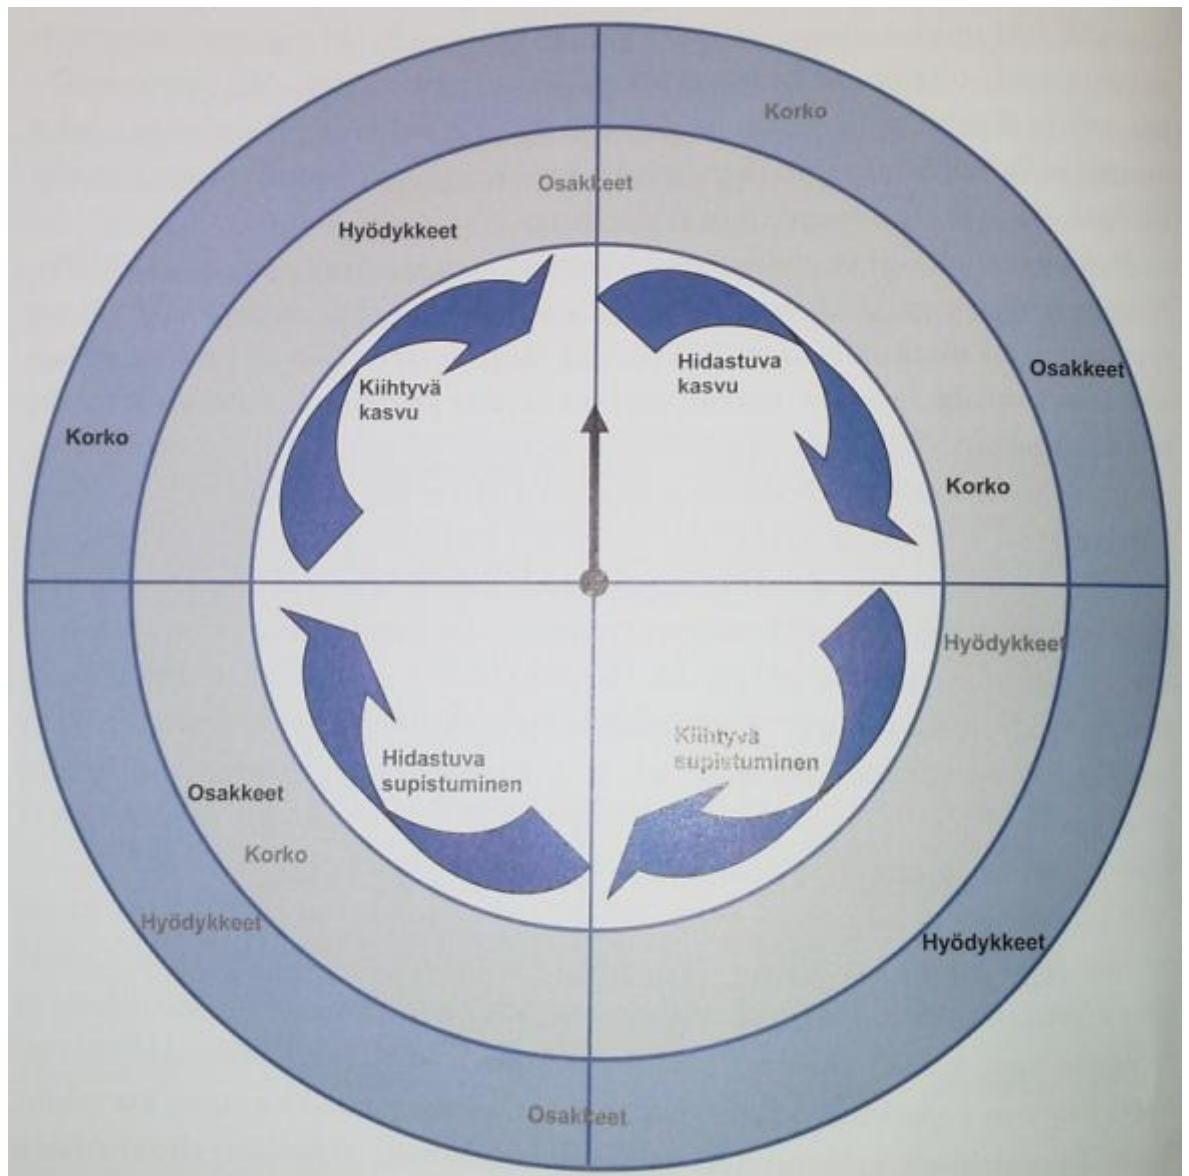 Korko
Osakkeet
Hyödykkeet
Kiihtyvä
kasvu
Hidastuva
kasvu
Osakkeet
Korko
Korko
Hyödykkeet
Hidastuva
supistuminen
Kiihtyvä
supistuminen
Osakkeet
Korko
Hyödykkeet
Hyödykkeet
Osakkeet